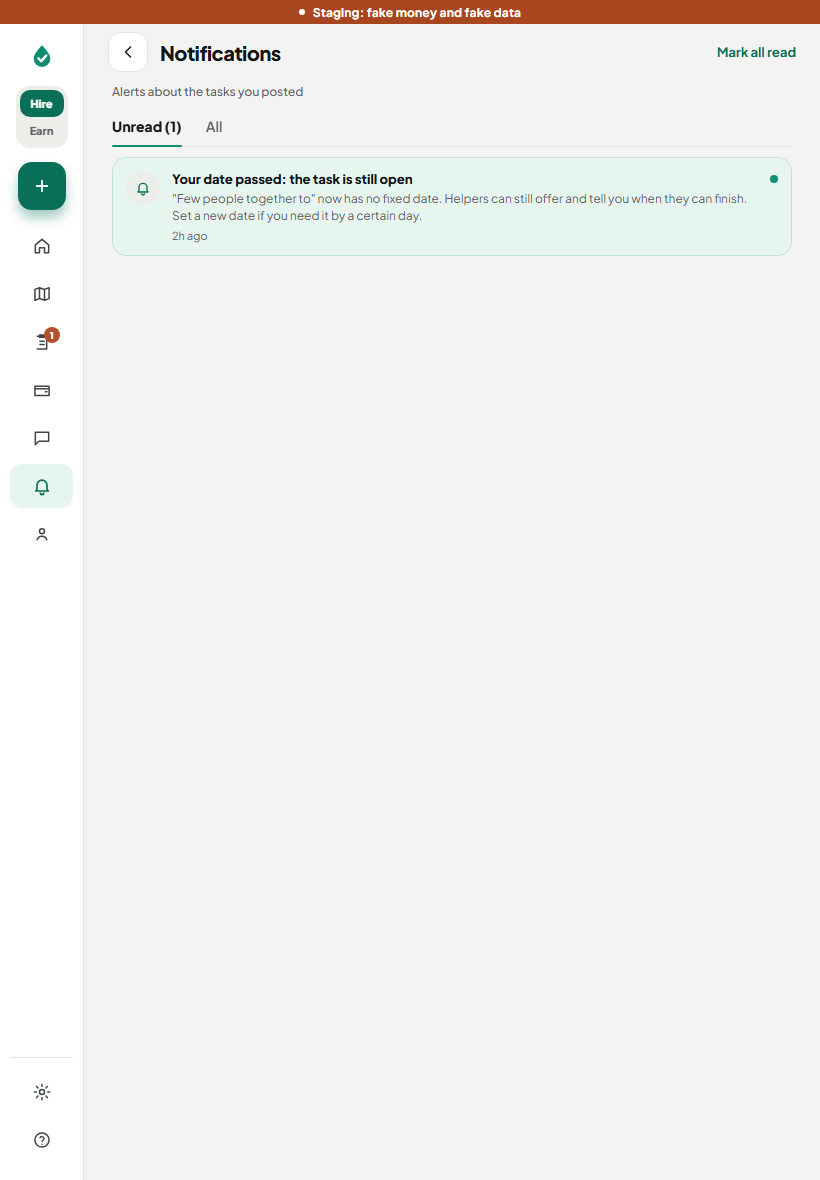 Staging: fake money and fake data
Notifications
Mark all read
Hire
Earn
Alerts about the tasks you posted
Unread (1)
All
Your date passed: the task is still open
"Few people together to" now has no fixed date. Helpers can still offer and tell you when they can finish.
Set a new date if you need it by a certain day.
2h ago
1